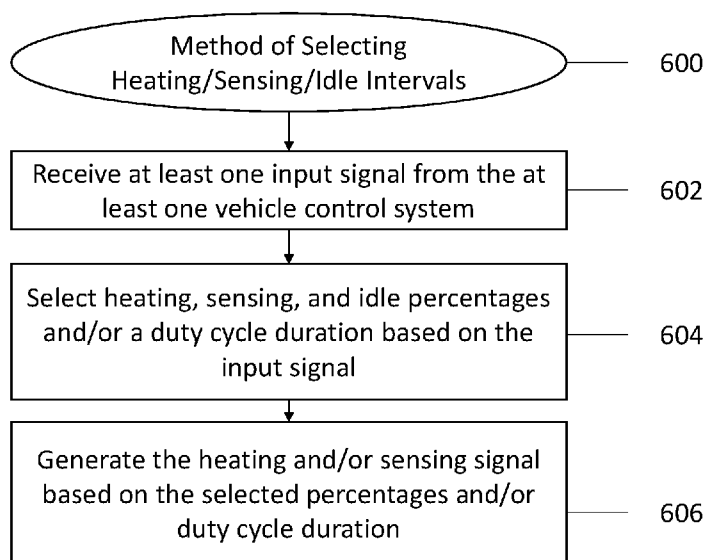 Method of Selecting
Heating/Sensing/Idle Intervals
600
Receive at least one input signal from the at
least one vehicle control system
602
Select heating, sensing, and idle percentages
and/or a duty cycle duration based on the
input signal
604
Generate the heating and/or sensing signal
based on the selected percentages and/or
duty cycle duration
606